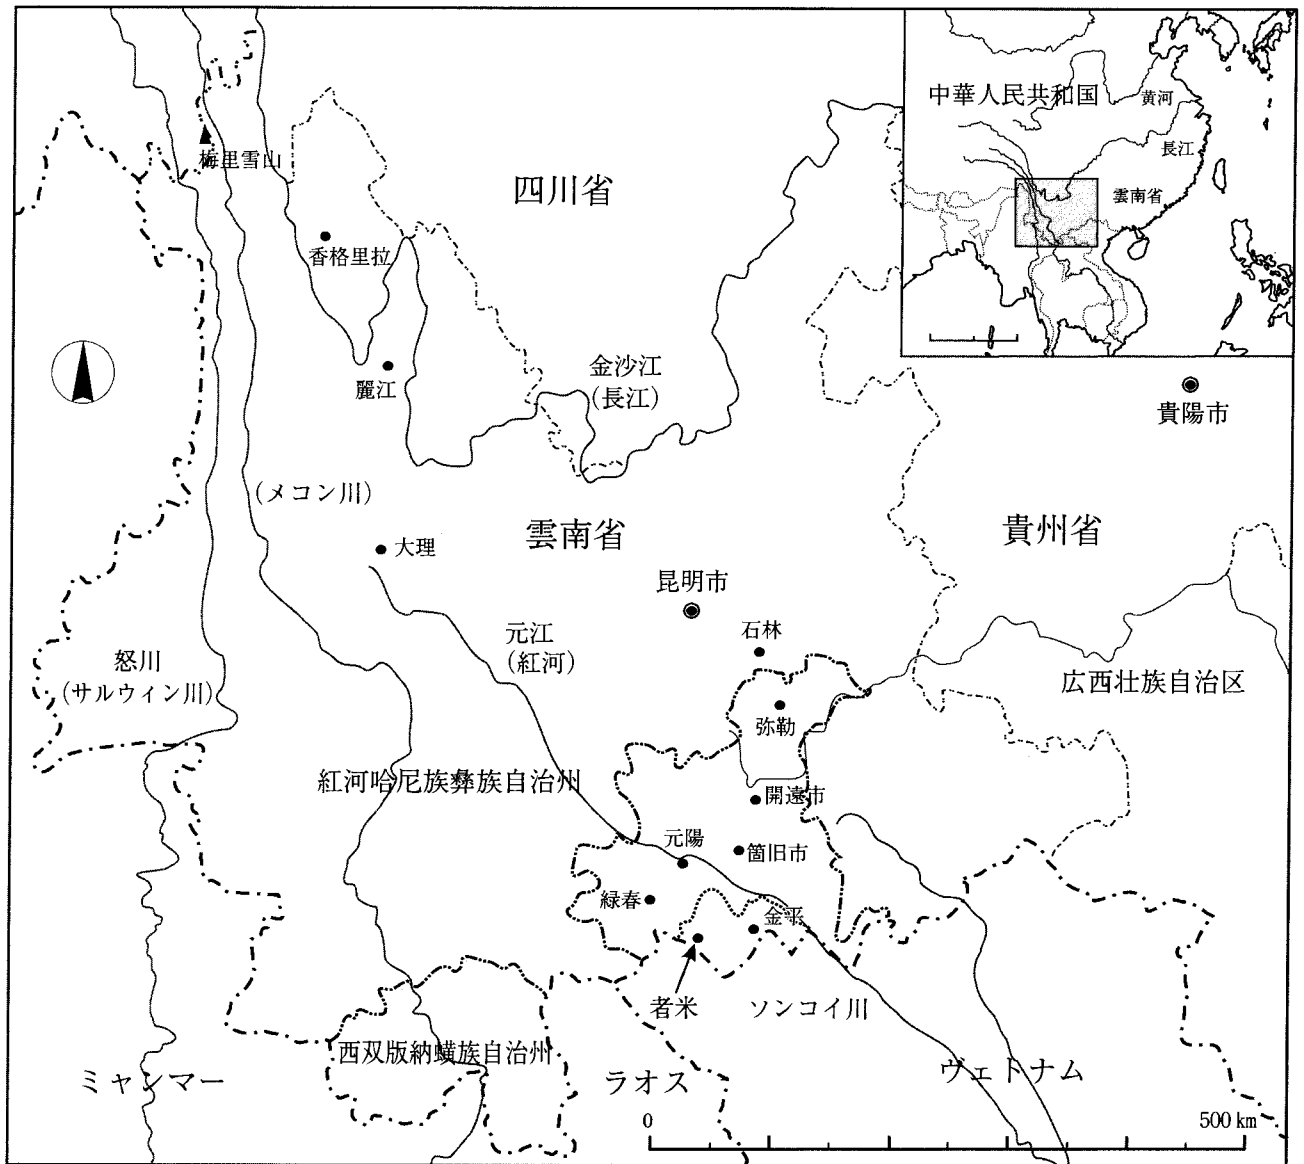 中華人民共和国
黄河
長江
雲南省
梅里雪山
四川省
香格里拉
麗江
金沙江
(長江)
貴陽市
(メコン川)
大理
雲南省
貴州省
昆明市
石林
元江
(紅河)
怒川
(サルウィン川)
広西壮族自治区
弥勒
紅河哈尼族彝族自治州
開遠市
元陽
箇旧市
緑春
金平
者米
ソンコイ川
西双版納蟥族自治州
ミャンマー
ラオス
ヴェトナム
0
500 km